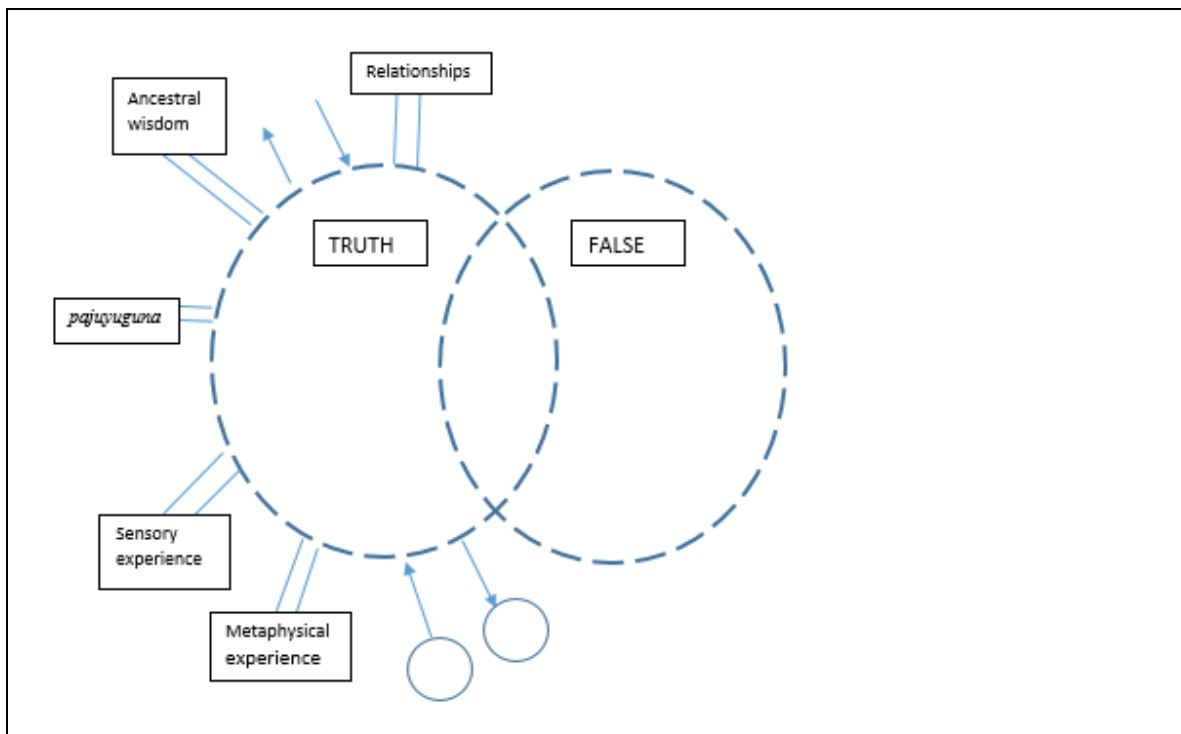 Relationships
Ancestral
wisdom
TRUTH
FALSE
pajuyuguna
Sensory
experience
Metaphysical
experience